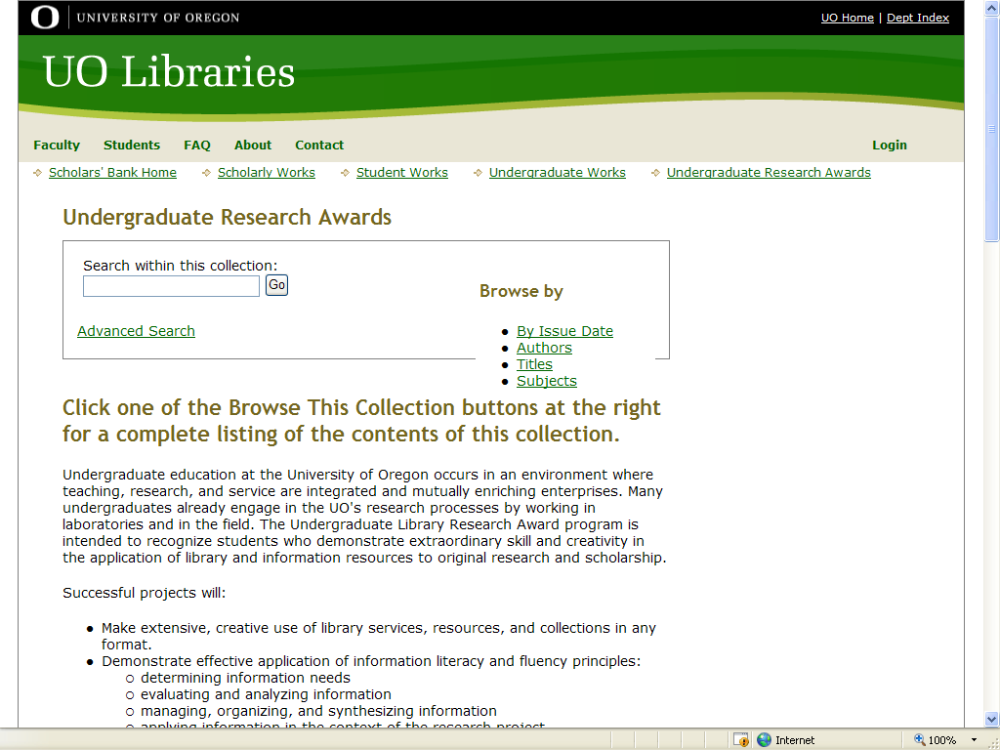 UNIVERSITY OF OREGON
UO Home | Dept Index
UO Libraries
Faculty Students FAQ About Contact Login
Scholars' Bank Home Scholarly Works Student Works Undergraduate Works Undergraduate Research Awards
Undergraduate Research Awards
Search within this collection:
Go
Advanced Search
Browse by
By Issue Date
Authors
Titles
Subjects
Click one of the Browse This Collection buttons at the right
for a complete listing of the contents of this collection.
Undergraduate education at the University of Oregon occurs in an environment where
teaching, research, and service are integrated and mutually enriching enterprises. Many
undergraduates already engage in the UO's research processes by working in
laboratories and in the field. The Undergraduate Library Research Award program is
intended to recognize students who demonstrate extraordinary skill and creativity in
the application of library and information resources to original research and scholarship.
Successful projects will:
Make extensive, creative use of library services, resources, and collections in any
format.
Demonstrate effective application of information literacy and fluency principles:
determining information needs
evaluating and analyzing information
managing, organizing, and synthesizing information
applying information in the context of the research project
Internet
100%